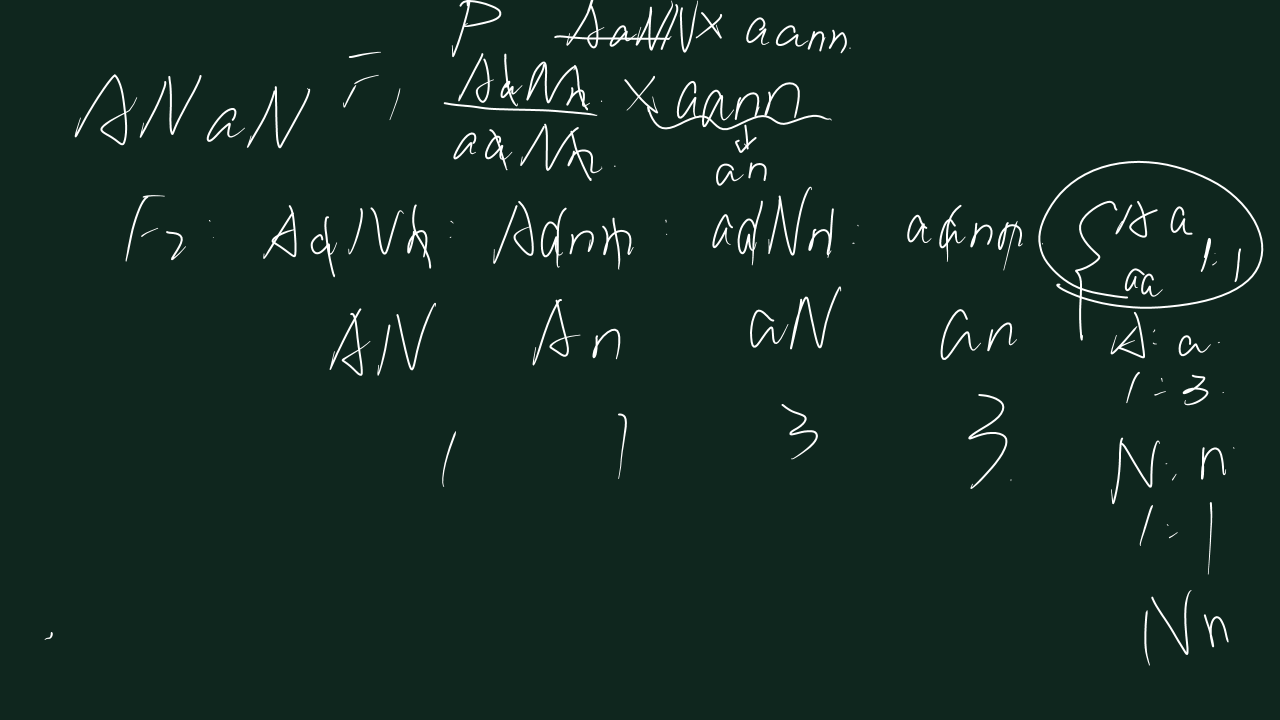 P AaNN × aann
ANaN F1 AaNn × aann
aaNn an
F2: AaNn : Aann : aaNn : aann { Aa 1:1
aa
AN An aN an A : a
1 : 3
1 1 3 3 N : n
1 : 1
Nn